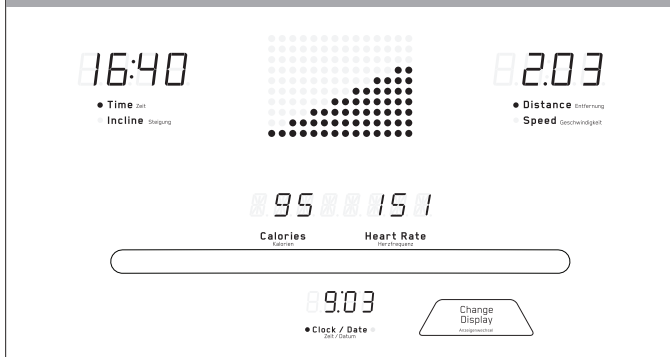 16:40
2.03
Time Zeit
Incline Steigung
Distance Entfernung
Speed Geschwindigkeit
95 151
Calories
Kalorien
Heart Rate
Herzfrequenz
9:03
Clock / Date
Zeit / Datum
Change
Display
Anzeigenwechsel